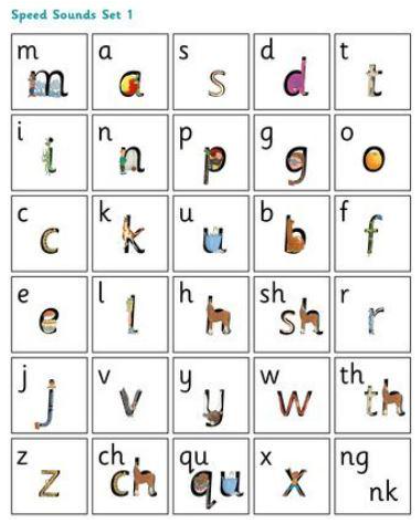 Speed Sounds Set 1
m a s d t
m a s d t
i n p g o
i n p g o
c k u b f
c k u b f
e l h sh r
e l h sh r
j v y w th
j v y w th
z ch qu x ng
nk
z ch qu x